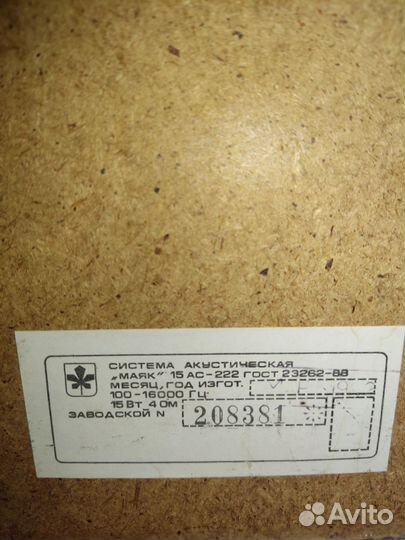 СИСТЕМА АКУСТИЧЕСКАЯ
„МАЯК" 15 АС-222 ГОСТ 23262-88
МЕСЯЦ, ГОД ИЗГОТ.
100-16000 ГЦ.
15 ВТ 4 ОМ
ЗАВОДСКОЙ N 208381
Avito